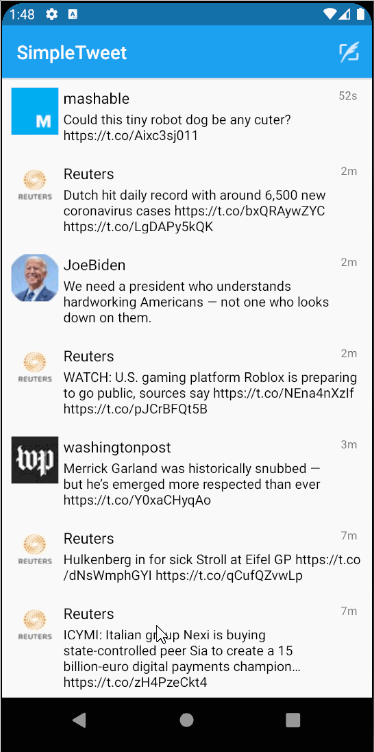 1:48
SimpleTweet
mashable 52s
Could this tiny robot dog be any cuter?
https://t.co/Aixc3sj011
Reuters 2m
Dutch hit daily record with around 6,500 new
coronavirus cases https://t.co/bxQRAywZYC
https://t.co/LgDAPy5kQK
REUTERS
JoeBiden 2m
We need a president who understands
hardworking Americans — not one who looks
down on them.
Reuters 2m
WATCH: U.S. gaming platform Roblox is preparing
to go public, sources say https://t.co/NEna4nXzIf
https://t.co/pJCrBFQt5B
REUTERS
washingtonpost 3m
wp
Merrick Garland was historically snubbed —
but he's emerged more respected than ever
https://t.co/Y0xaCHyqAo
Reuters 7m
Hulkenberg in for sick Stroll at Eifel GP https://t.co
/dNsWmphGYI https://t.co/qCufQZvwLp
REUTERS
Reuters 7m
ICYMI: Italian group Nexi is buying
state-controlled peer Sia to create a 15
billion-euro digital payments champion…
https://t.co/zH4PzeCkt4
REUTERS